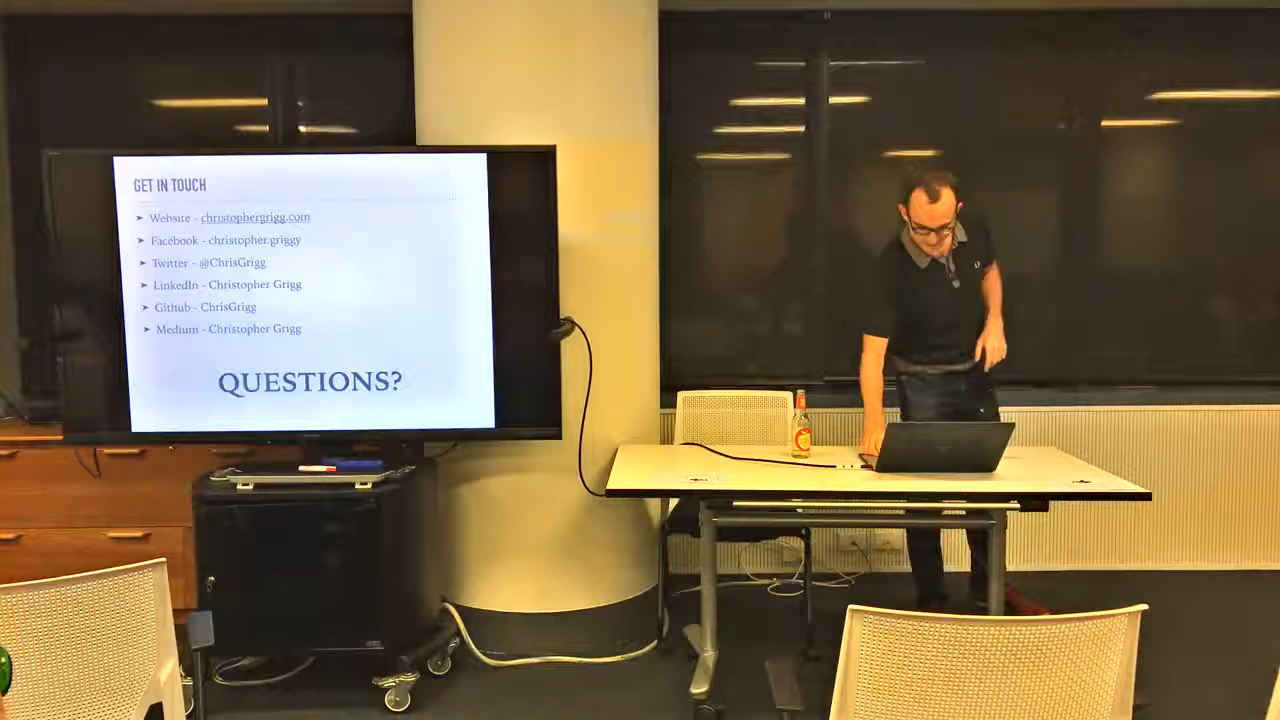 GET IN TOUCH
➤ Website - christophergrigg.com
➤ Facebook - christopher.griggy
➤ Twitter - @ChrisGrigg
➤ LinkedIn - Christopher Grigg
➤ Github - ChrisGrigg
➤ Medium - Christopher Grigg
QUESTIONS?